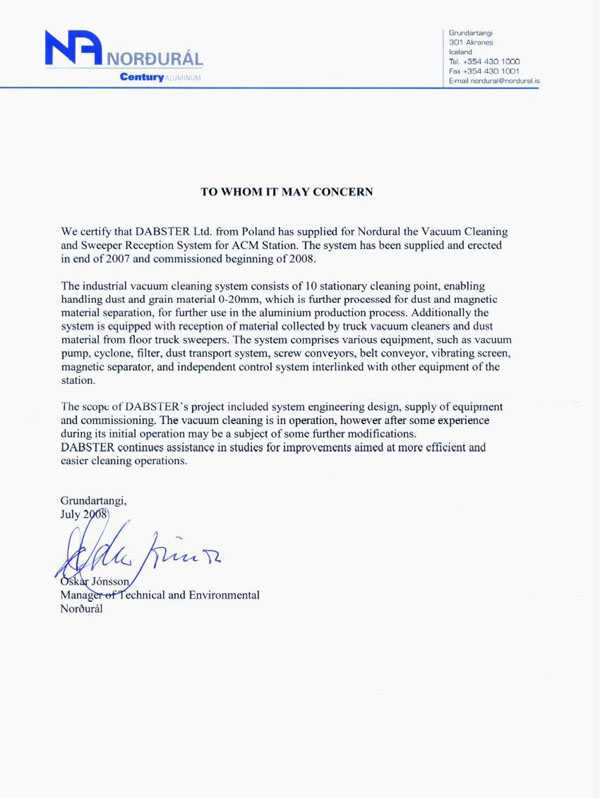 NA NORÐURÁL
Century ALUMINUM
Grundartangi
301 Akranes
Iceland
Tel. +354 430 1000
Fax +354 430 1001
E-mail nordural@nordural.is
TO WHOM IT MAY CONCERN
We certify that DABSTER Ltd. from Poland has supplied for Nordural the Vacuum Cleaning
and Sweeper Reception System for ACM Station. The system has been supplied and erected
in end of 2007 and commissioned beginning of 2008.
The industrial vacuum cleaning system consists of 10 stationary cleaning point, enabling
handling dust and grain material 0-20mm, which is further processed for dust and magnetic
material separation, for further use in the aluminium production process. Additionally the
system is equipped with reception of material collected by truck vacuum cleaners and dust
material from floor truck sweepers. The system comprises various equipment, such as vacuum
pump, cyclone, filter, dust transport system, screw conveyors, belt conveyor, vibrating screen,
magnetic separator, and independent control system interlinked with other equipment of the
station.
The scope of DABSTER's project included system engineering design, supply of equipment
and commissioning. The vacuum cleaning is in operation, however after some experience
during its initial operation may be a subject of some further modifications.
DABSTER continues assistance in studies for improvements aimed at more efficient and
easier cleaning operations.
Grundartangi,
July 2008
Óskar Jónsson
Manager of Technical and Environmental
Norðurál